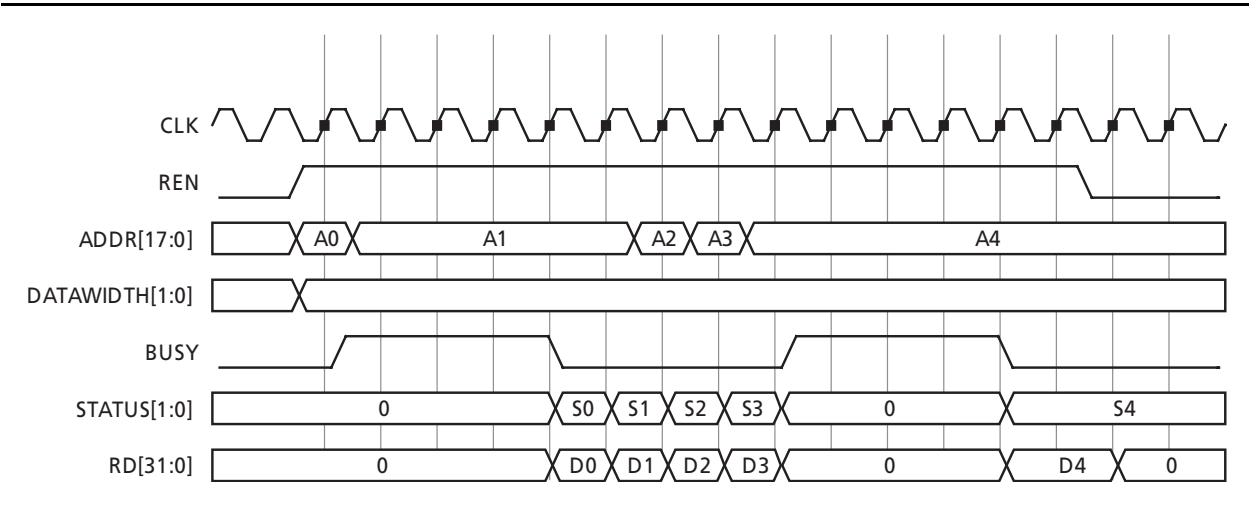 CLK
REN
ADDR[17:0] A0 A1 A2 A3 A4
DATAWIDTH[1:0]
BUSY
STATUS[1:0] 0 S0 S1 S2 S3 0 S4
RD[31:0] 0 D0 D1 D2 D3 0 D4 0